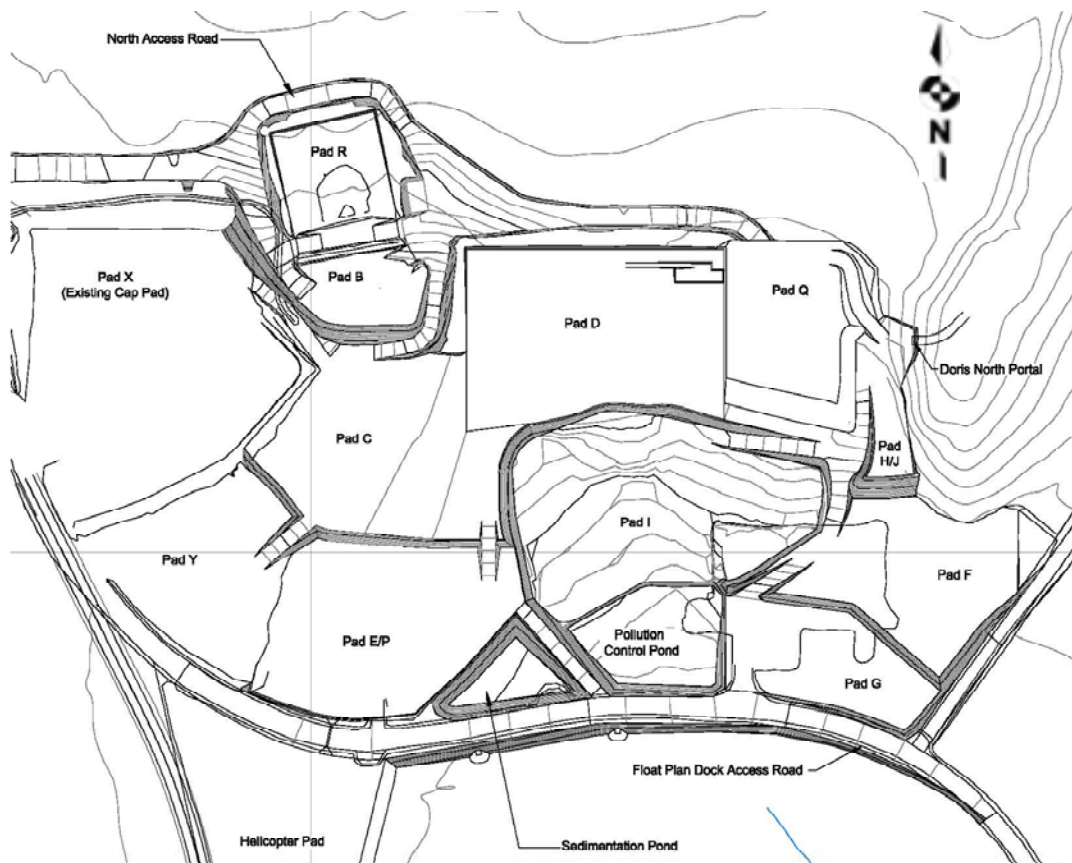 North Access Road
N
Pad R
Pad X
(Existing Cap Pad)
Pad B
Pad Q
Pad D
Doris North Portal
Pad C
Pad
H/J
Pad I
Pad Y
Pad F
Pad E/P
Pollution
Control Pond
Pad G
Float Plan Dock Access Road
Helicopter Pad
Sedimentation Pond